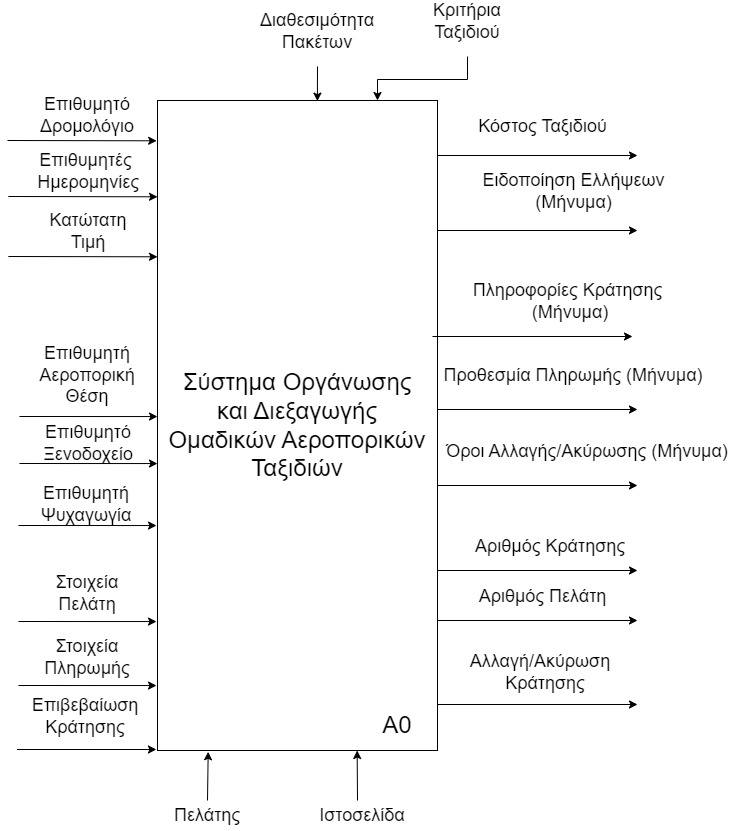 Διαθεσιμότητα
Πακέτων
Κριτήρια
Ταξιδιού
Επιθυμητό
Δρομολόγιο
Επιθυμητές
Ημερομηνίες
Κατώτατη
Τιμή
Επιθυμητή
Αεροπορική
Θέση
Επιθυμητό
Ξενοδοχείο
Επιθυμητή
Ψυχαγωγία
Στοιχεία
Πελάτη
Στοιχεία
Πληρωμής
Επιβεβαίωση
Κράτησης
Σύστημα Οργάνωσης
και Διεξαγωγής
Ομαδικών Αεροπορικών
Ταξιδιών
A0
Κόστος Ταξιδιού
Ειδοποίηση Ελλήψεων
(Μήνυμα)
Πληροφορίες Κράτησης
(Μήνυμα)
Προθεσμία Πληρωμής (Μήνυμα)
Όροι Αλλαγής/Ακύρωσης (Μήνυμα)
Αριθμός Κράτησης
Αριθμός Πελάτη
Αλλαγή/Ακύρωση
Κράτησης
Πελάτης
Ιστοσελίδα